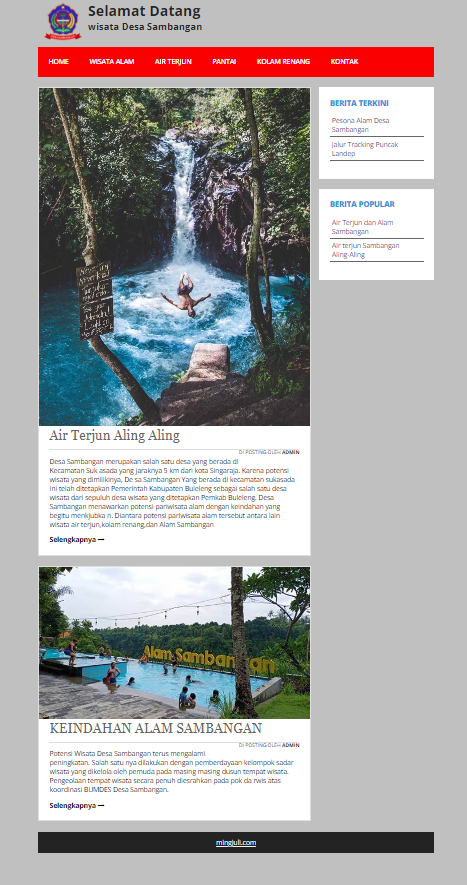 Selamat Datang
wisata Desa Sambangan
HOME WISATA ALAM AIR TERJUN PANTAI KOLAM RENANG KONTAK
Air Terjun Aling Aling
DI POSTING OLEH ADMIN
Desa Sambangan merupakan salah satu desa yang berada di
Kecamatan Suk asada yang jaraknya 5 km dari kota Singaraja. Karena potensi
wisata yang dimilikinya, De sa Sambangan Yang berada di kecamatan sukasada
ini telah ditetapkan Pemerintah Kabupaten Buleleng sebagai salah satu desa
wisata dari sepuluh desa wisata yang ditetapkan Pemkab Buleleng. Desa
Sambangan menawarkan potensi pariwisata alam dengan keindahan yang
begitu menkjubka n. Diantara potensi pariwisata alam tersebut antara lain
wisata air terjun,kolam renang,dan Alam Sambangan
Selengkapnya
Alam Sambangan
KEINDAHAN ALAM SAMBANGAN
DI POSTING OLEH ADMIN
Potensi Wisata Desa Sambangan terus mengalami
peningkatan. Salah satu nya dilakukan dengan pemberdayaan kelompok sadar
wisata yang dikelola oleh pemuda pada masing masing dusun tempat wisata.
Pengeolaan tempat wisata secara penuh diesrahkan pada pok da rwis atas
koordinasi BUMDES Desa Sambangan.
Selengkapnya
BERITA TERKINI
Pesona Alam Desa
Sambangan
Jalur Tracking Puncak
Landep
BERITA POPULAR
Air Terjun dan Alam
Sambangan
Air terjun Sambangan
Aling-Aling
mingjuli.com